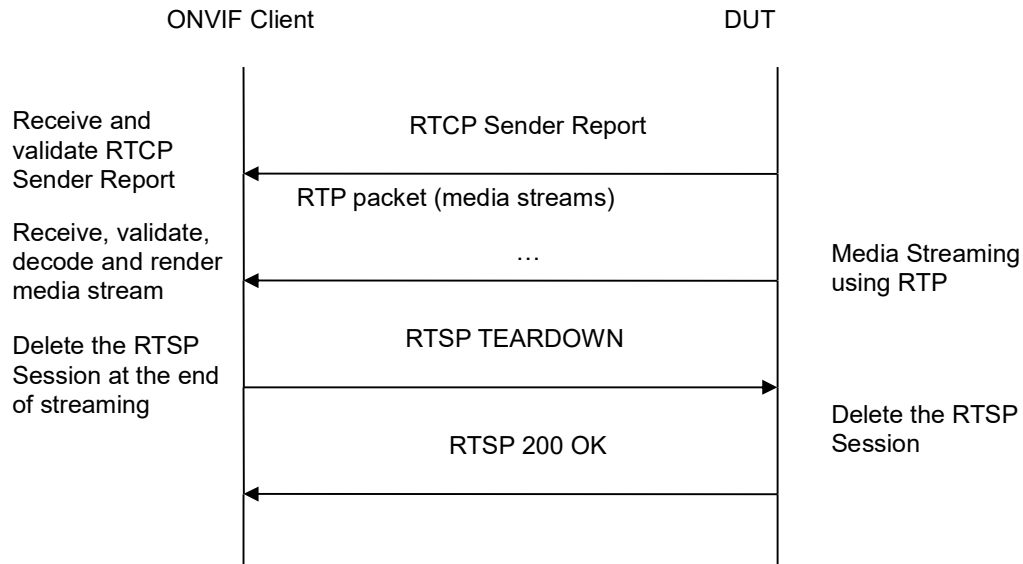 ONVIF Client
DUT
Receive and
validate RTCP
Sender Report
RTCP Sender Report
RTP packet (media streams)
Receive, validate,
decode and render
media stream
…
Media Streaming
using RTP
Delete the RTSP
Session at the end
of streaming
RTSP TEARDOWN
Delete the RTSP
Session
RTSP 200 OK